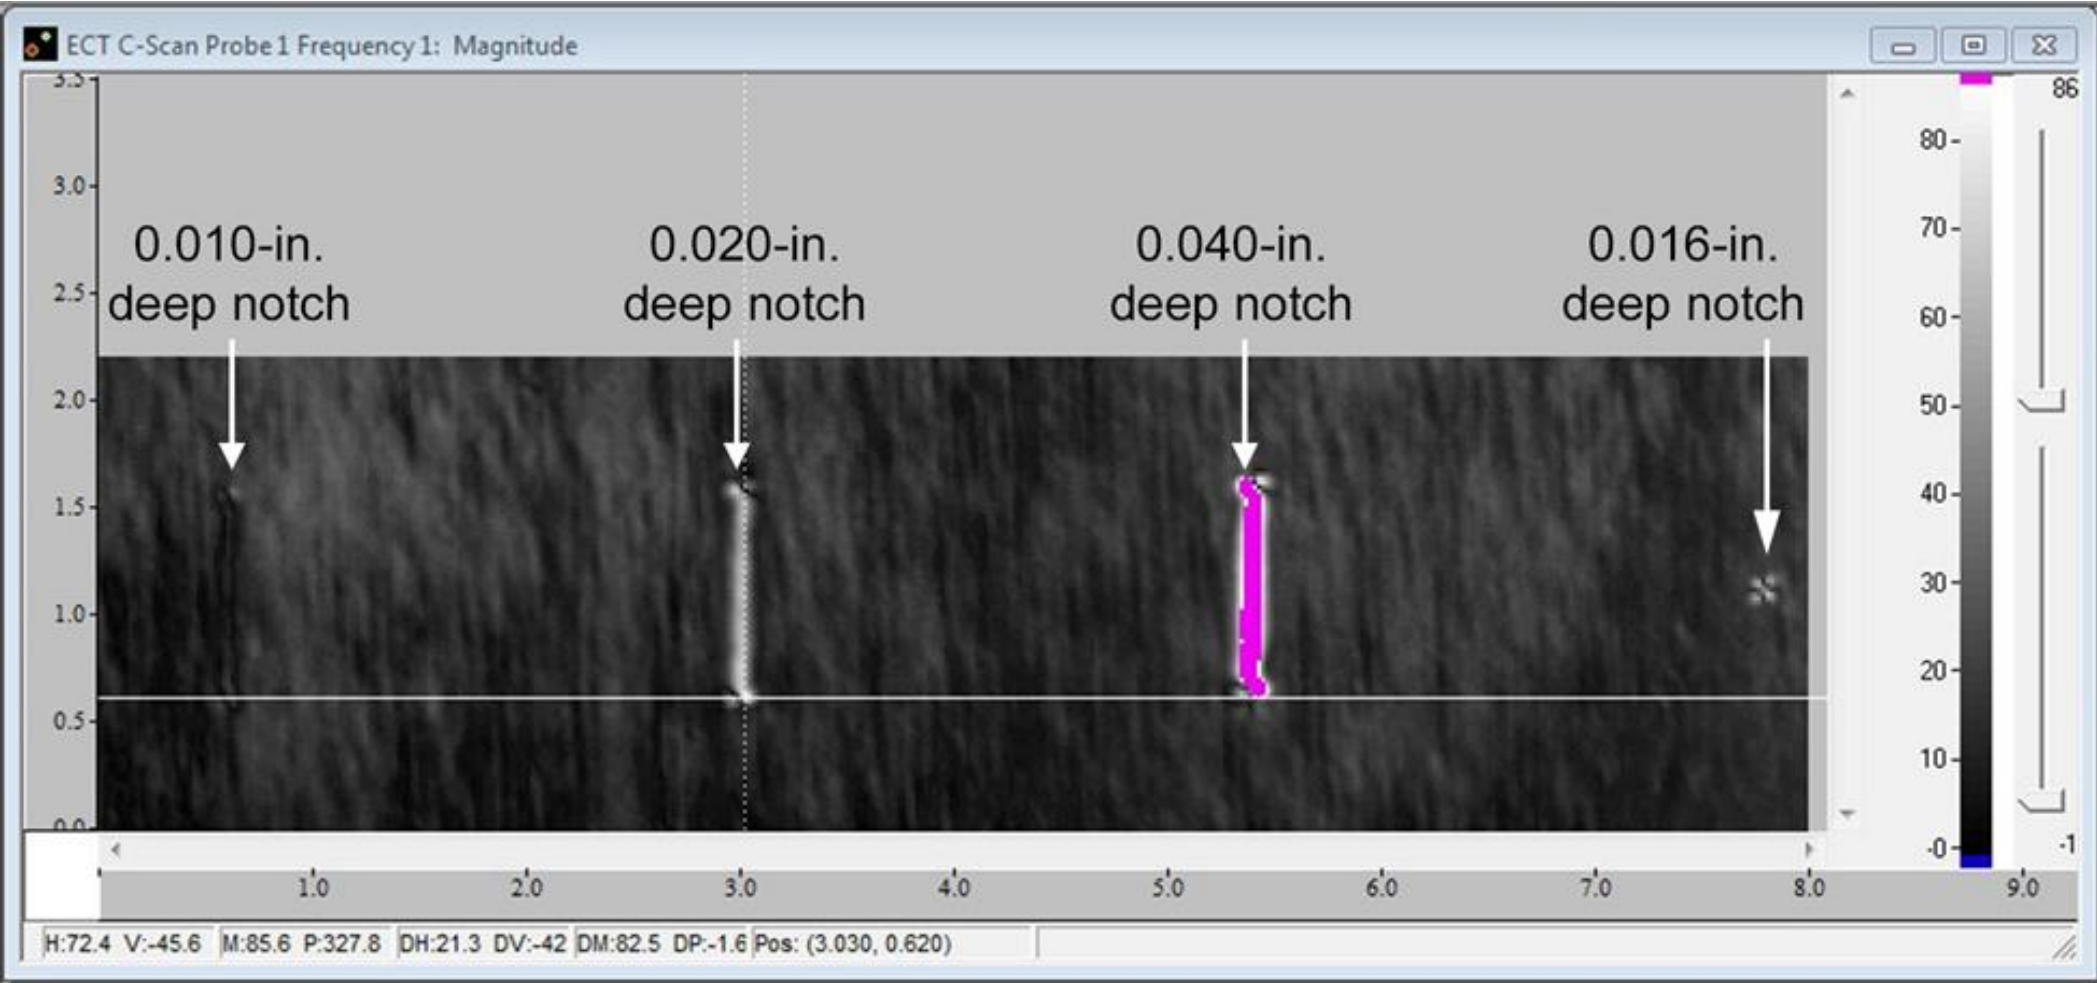 ECT C-Scan Probe 1 Frequency 1: Magnitude
3.5
3.0
2.5
2.0
1.5
1.0
0.5
0.0
0.010-in.
deep notch
0.020-in.
deep notch
0.040-in.
deep notch
0.016-in.
deep notch
86
80
70
60
50
40
30
20
10
-0
-1
1.0 2.0 3.0 4.0 5.0 6.0 7.0 8.0 9.0
H:72.4 V:-45.6 M:85.6 P:327.8 DH:21.3 DV:-42 DM:82.5 DP:-1.6 Pos: (3.030, 0.620)